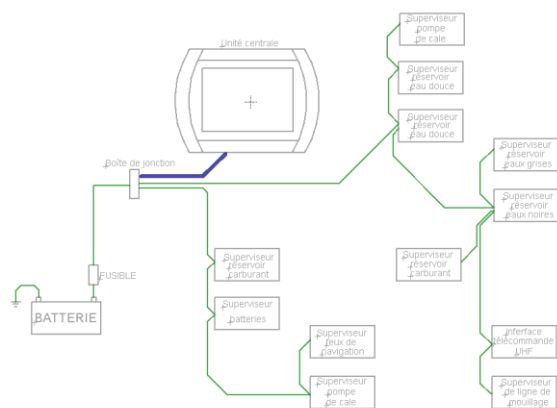 Superviseur
pompe
de cale
Unité centrale
Superviseur
réservoir
eau douce
Superviseur
réservoir
eau douce
Boîte de jonction
Superviseur
réservoir
eaux grises
Superviseur
réservoir
eaux noires
Superviseur
réservoir
carburant
Superviseur
réservoir
carburant
FUSIBLE
BATTERIE
Superviseur
batteries
Superviseur
feux de
navigation
Inferface
télécommande
UHF
Superviseur
pompe
de cale
Superviseur
de ligne de
mouillage